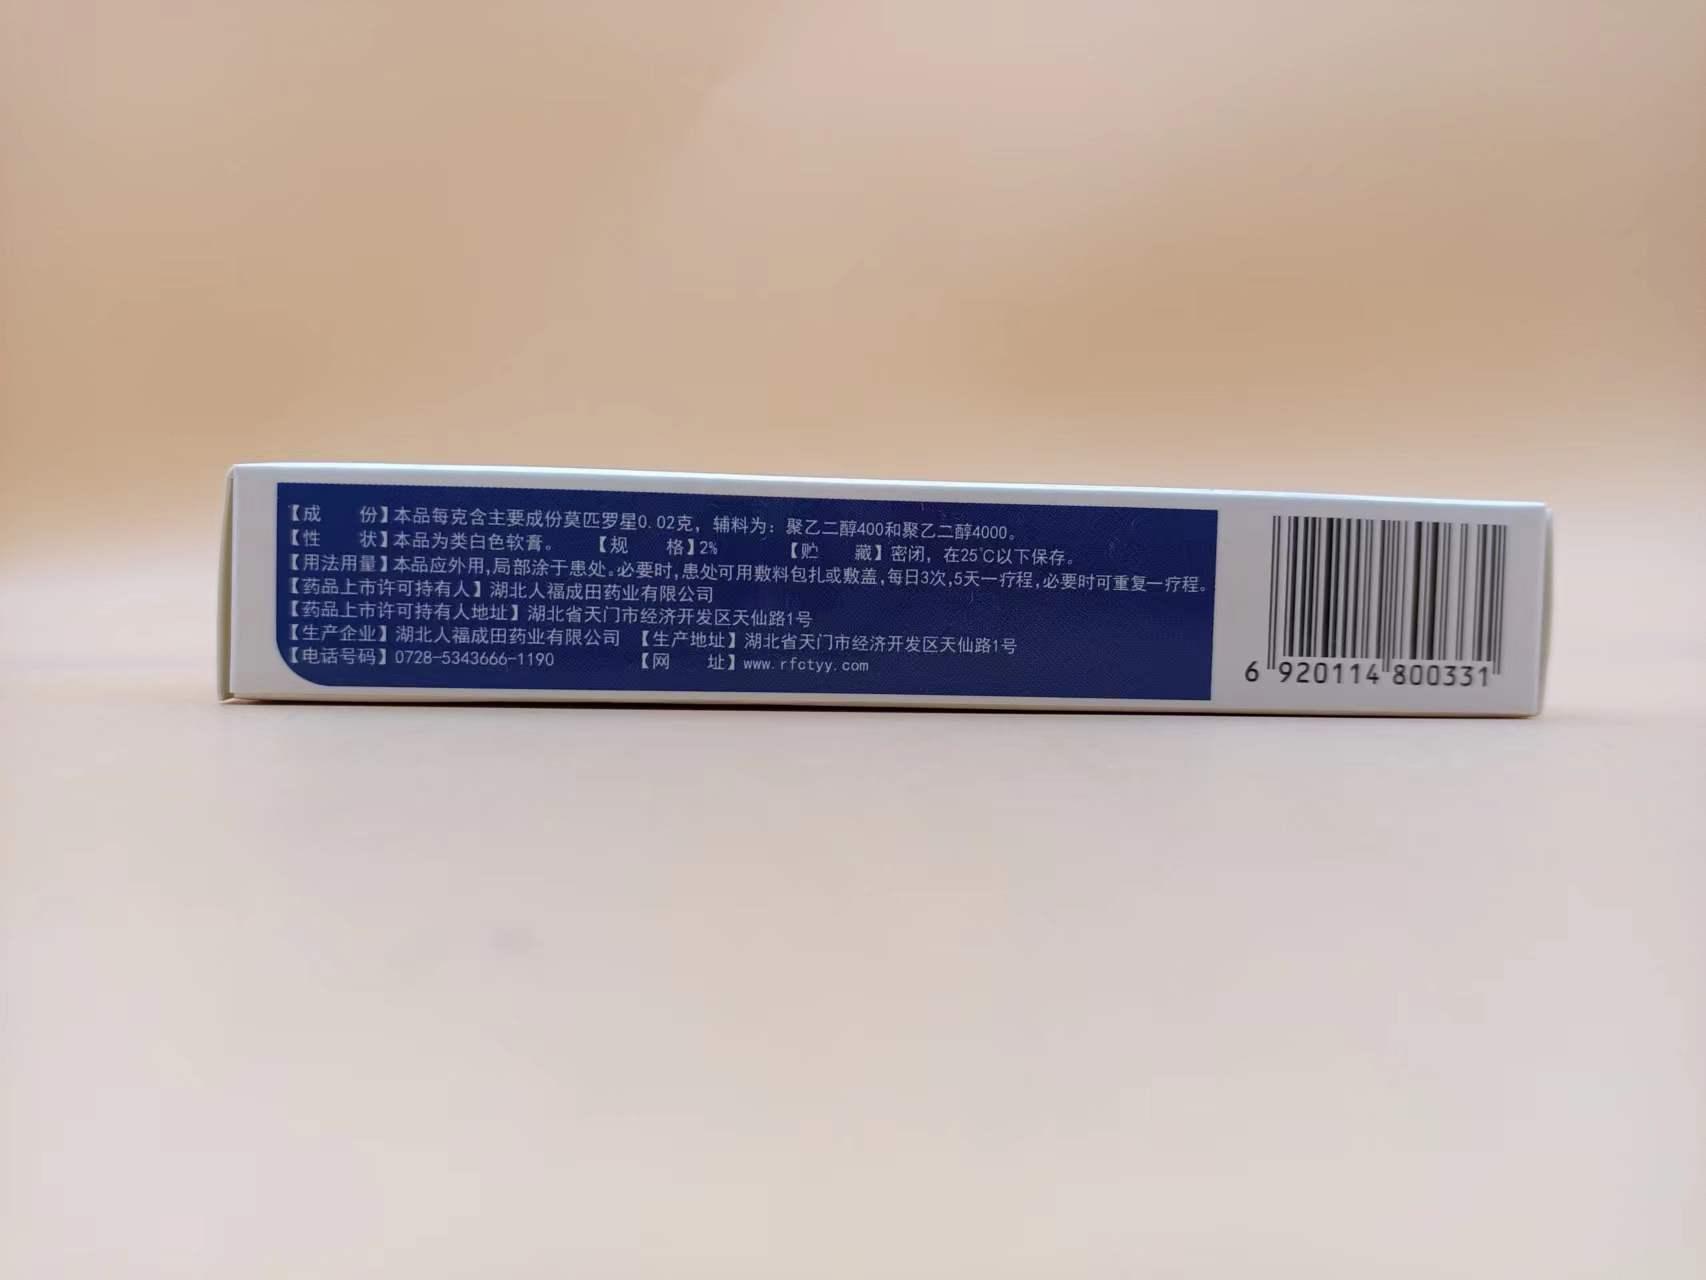 【成 份】本品每克含主要成份莫匹罗星0.02克，辅料为：聚乙二醇400和聚乙二醇4000。
【性 状】本品为类白色软膏。 【规 格】2% 【贮 藏】密闭，在25℃以下保存。
【用法用量】本品应外用,局部涂于患处。必要时,患处可用敷料包扎或敷盖,每日3次,5天一疗程,必要时可重复一疗程。
【药品上市许可持有人】湖北人福成田药业有限公司
【药品上市许可持有人地址】湖北省天门市经济开发区天仙路1号
【生产企业】湖北人福成田药业有限公司 【生产地址】湖北省天门市经济开发区天仙路1号
【电话号码】0728-5343666-1190 【网 址】www.rfctyy.com
6 920114 800331